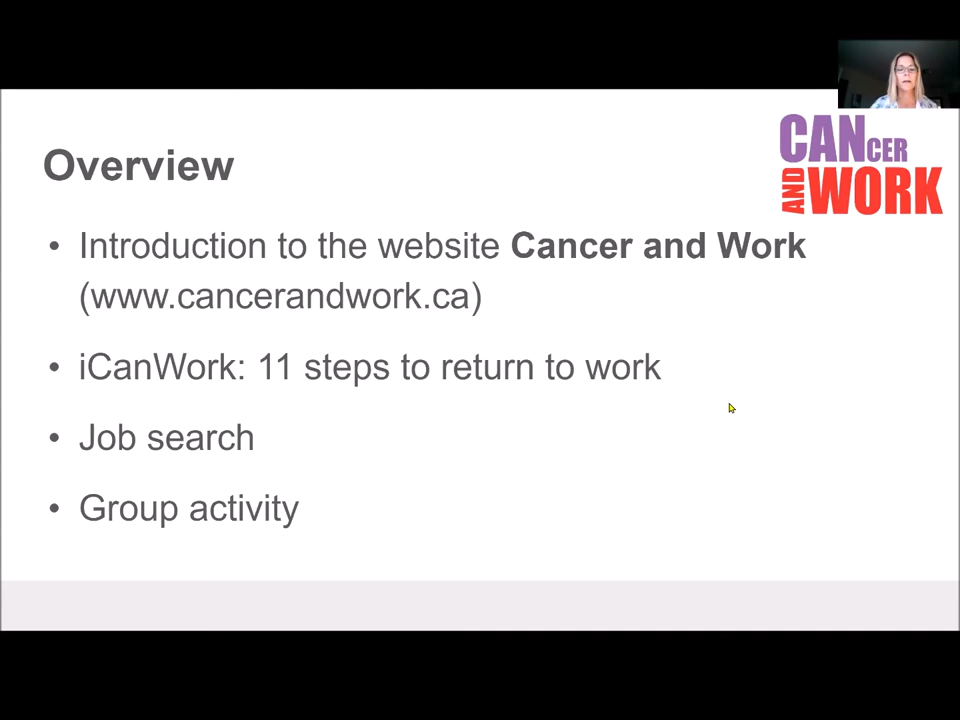 CANCER
AND WORK
Overview
• Introduction to the website Cancer and Work
(www.cancerandwork.ca)
• iCanWork: 11 steps to return to work
• Job search
• Group activity